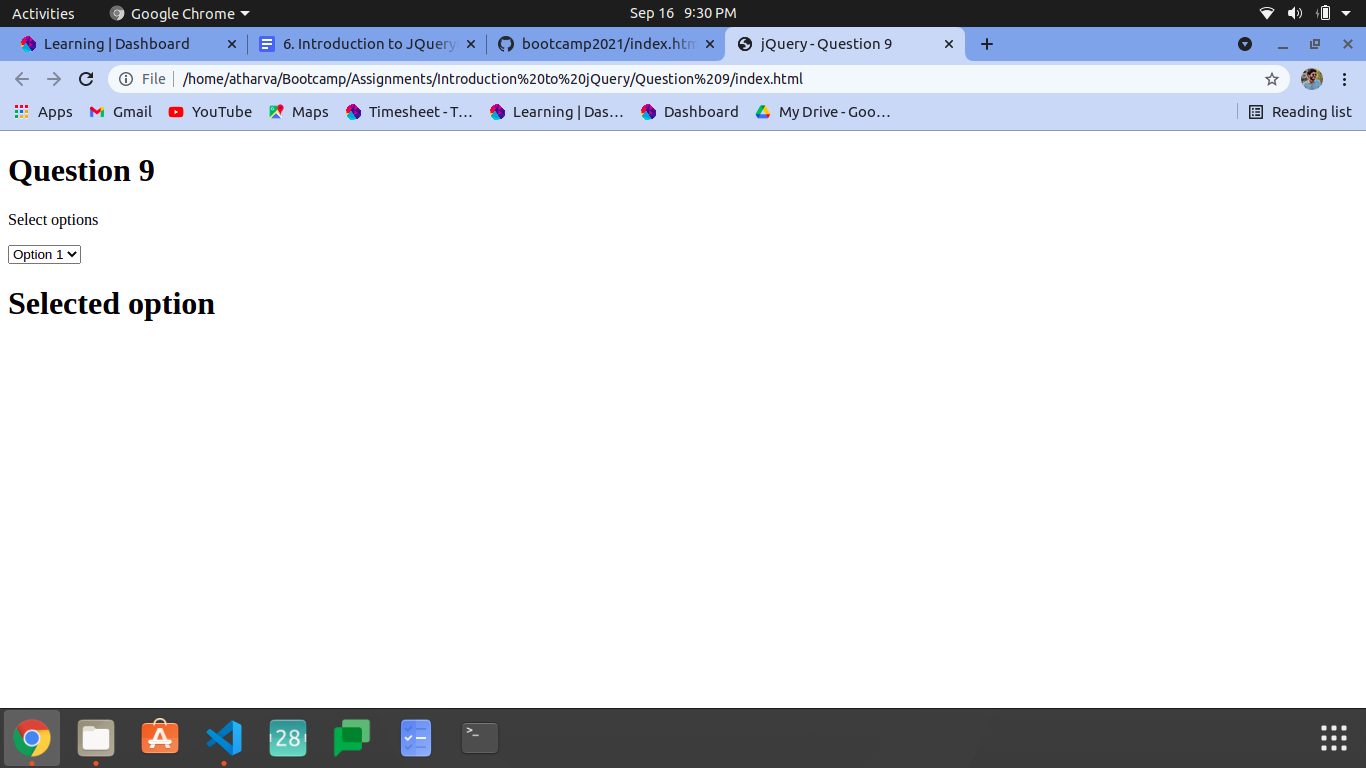 Activities Google Chrome Sep 16 9:30 PM
Learning | Dashboard 6. Introduction to JQuery bootcamp2021/index.htm jQuery - Question 9
File /home/atharva/Bootcamp/Assignments/Introduction%20to%20jQuery/Question%209/index.html
Apps Gmail YouTube Maps Timesheet - T... Learning | Das... Dashboard My Drive - Goo... Reading list
Question 9
Select options
Option 1
Selected option
28
>_